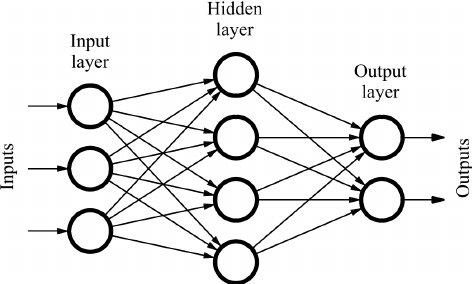 Hidden
layer
Input
layer
Output
layer
Inputs
Outputs